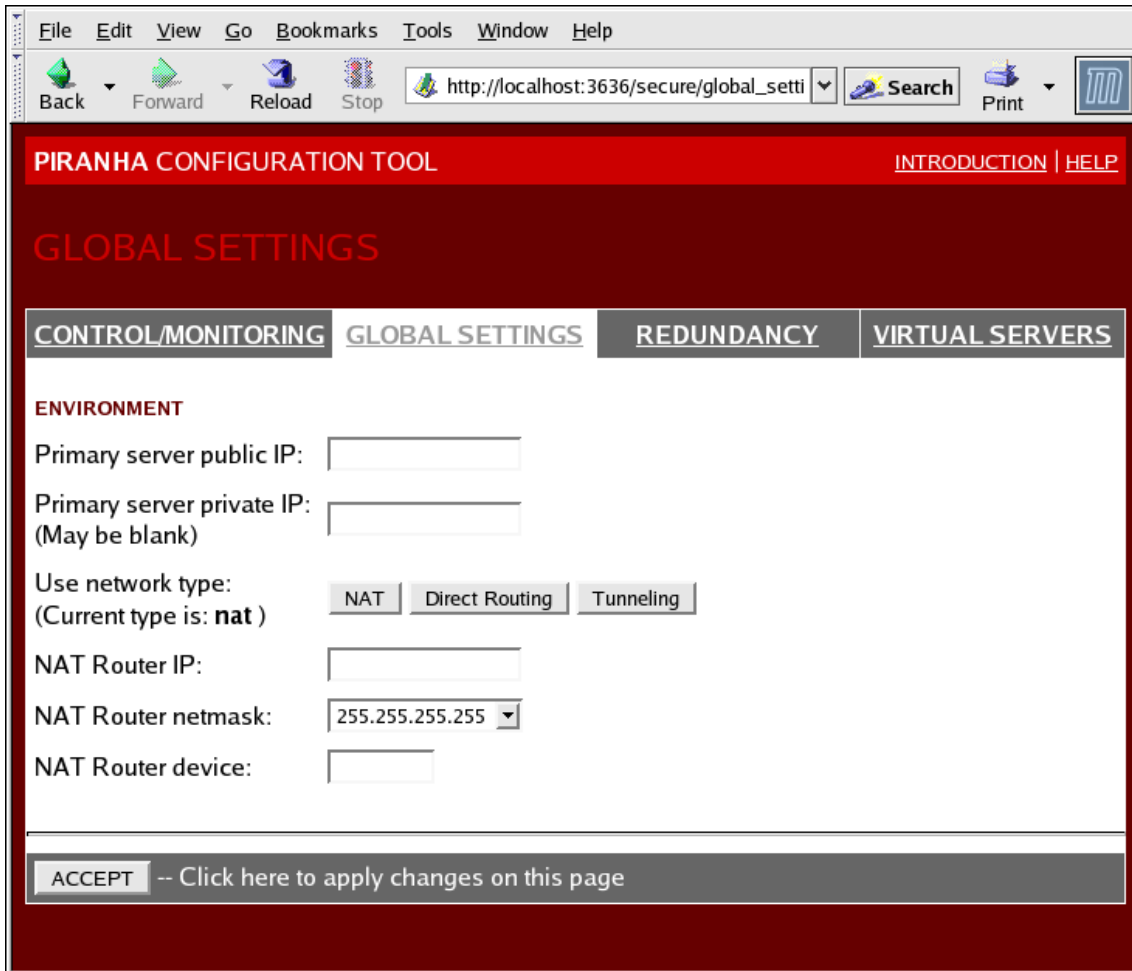 File Edit View Go Bookmarks Tools Window Help
Back Forward Reload Stop http://localhost:3636/secure/global_setti Search Print
PIRANHA CONFIGURATION TOOL INTRODUCTION | HELP
GLOBAL SETTINGS
CONTROL/MONITORING GLOBAL SETTINGS REDUNDANCY VIRTUAL SERVERS
ENVIRONMENT
Primary server public IP:
Primary server private IP:
(May be blank)
Use network type:
(Current type is: nat )
NAT Direct Routing Tunneling
NAT Router IP:
NAT Router netmask: 255.255.255.255
NAT Router device:
ACCEPT -- Click here to apply changes on this page